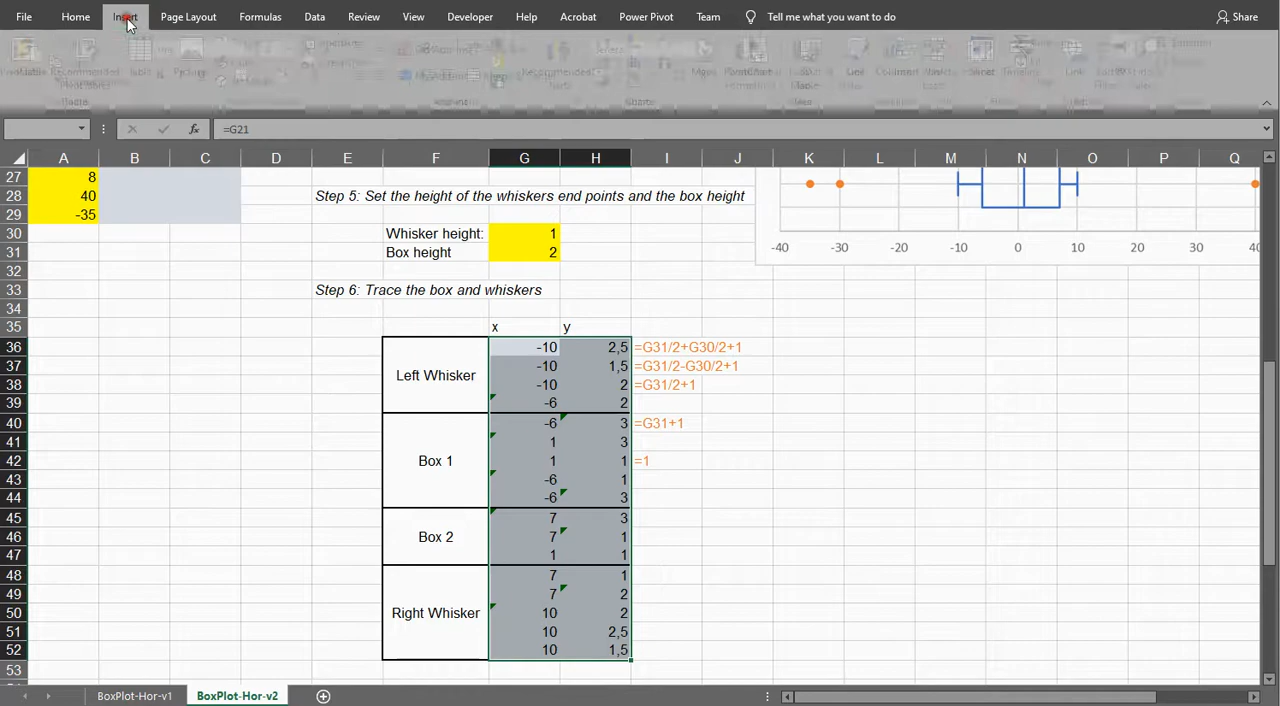 File Home Insert Page Layout Formulas Data Review View Developer Help Acrobat Power Pivot Team Tell me what you want to do Share
=G21
A B C D E F G H I J K L M N O P Q
27 8
28 40 Step 5: Set the height of the whiskers end points and the box height
29 -35
30 Whisker height: 1
31 Box height 2
-40 -30 -20 -10 0 10 20 30 40
32
33 Step 6: Trace the box and whiskers
34
35 x y
36 -10 2,5 =G31/2+G30/2+1
37 -10 1,5 =G31/2-G30/2+1
Left Whisker
38 -10 2 =G31/2+1
39 -6 2
40 -6 3 =G31+1
41 1 3
42 Box 1 1 1 =1
43 -6 1
44 -6 3
45 7 3
46 Box 2 7 1
47 1 1
48 7 1
49 7 2
50 Right Whisker 10 2
51 10 2,5
52 10 1,5
53
BoxPlot-Hor-v1 BoxPlot-Hor-v2